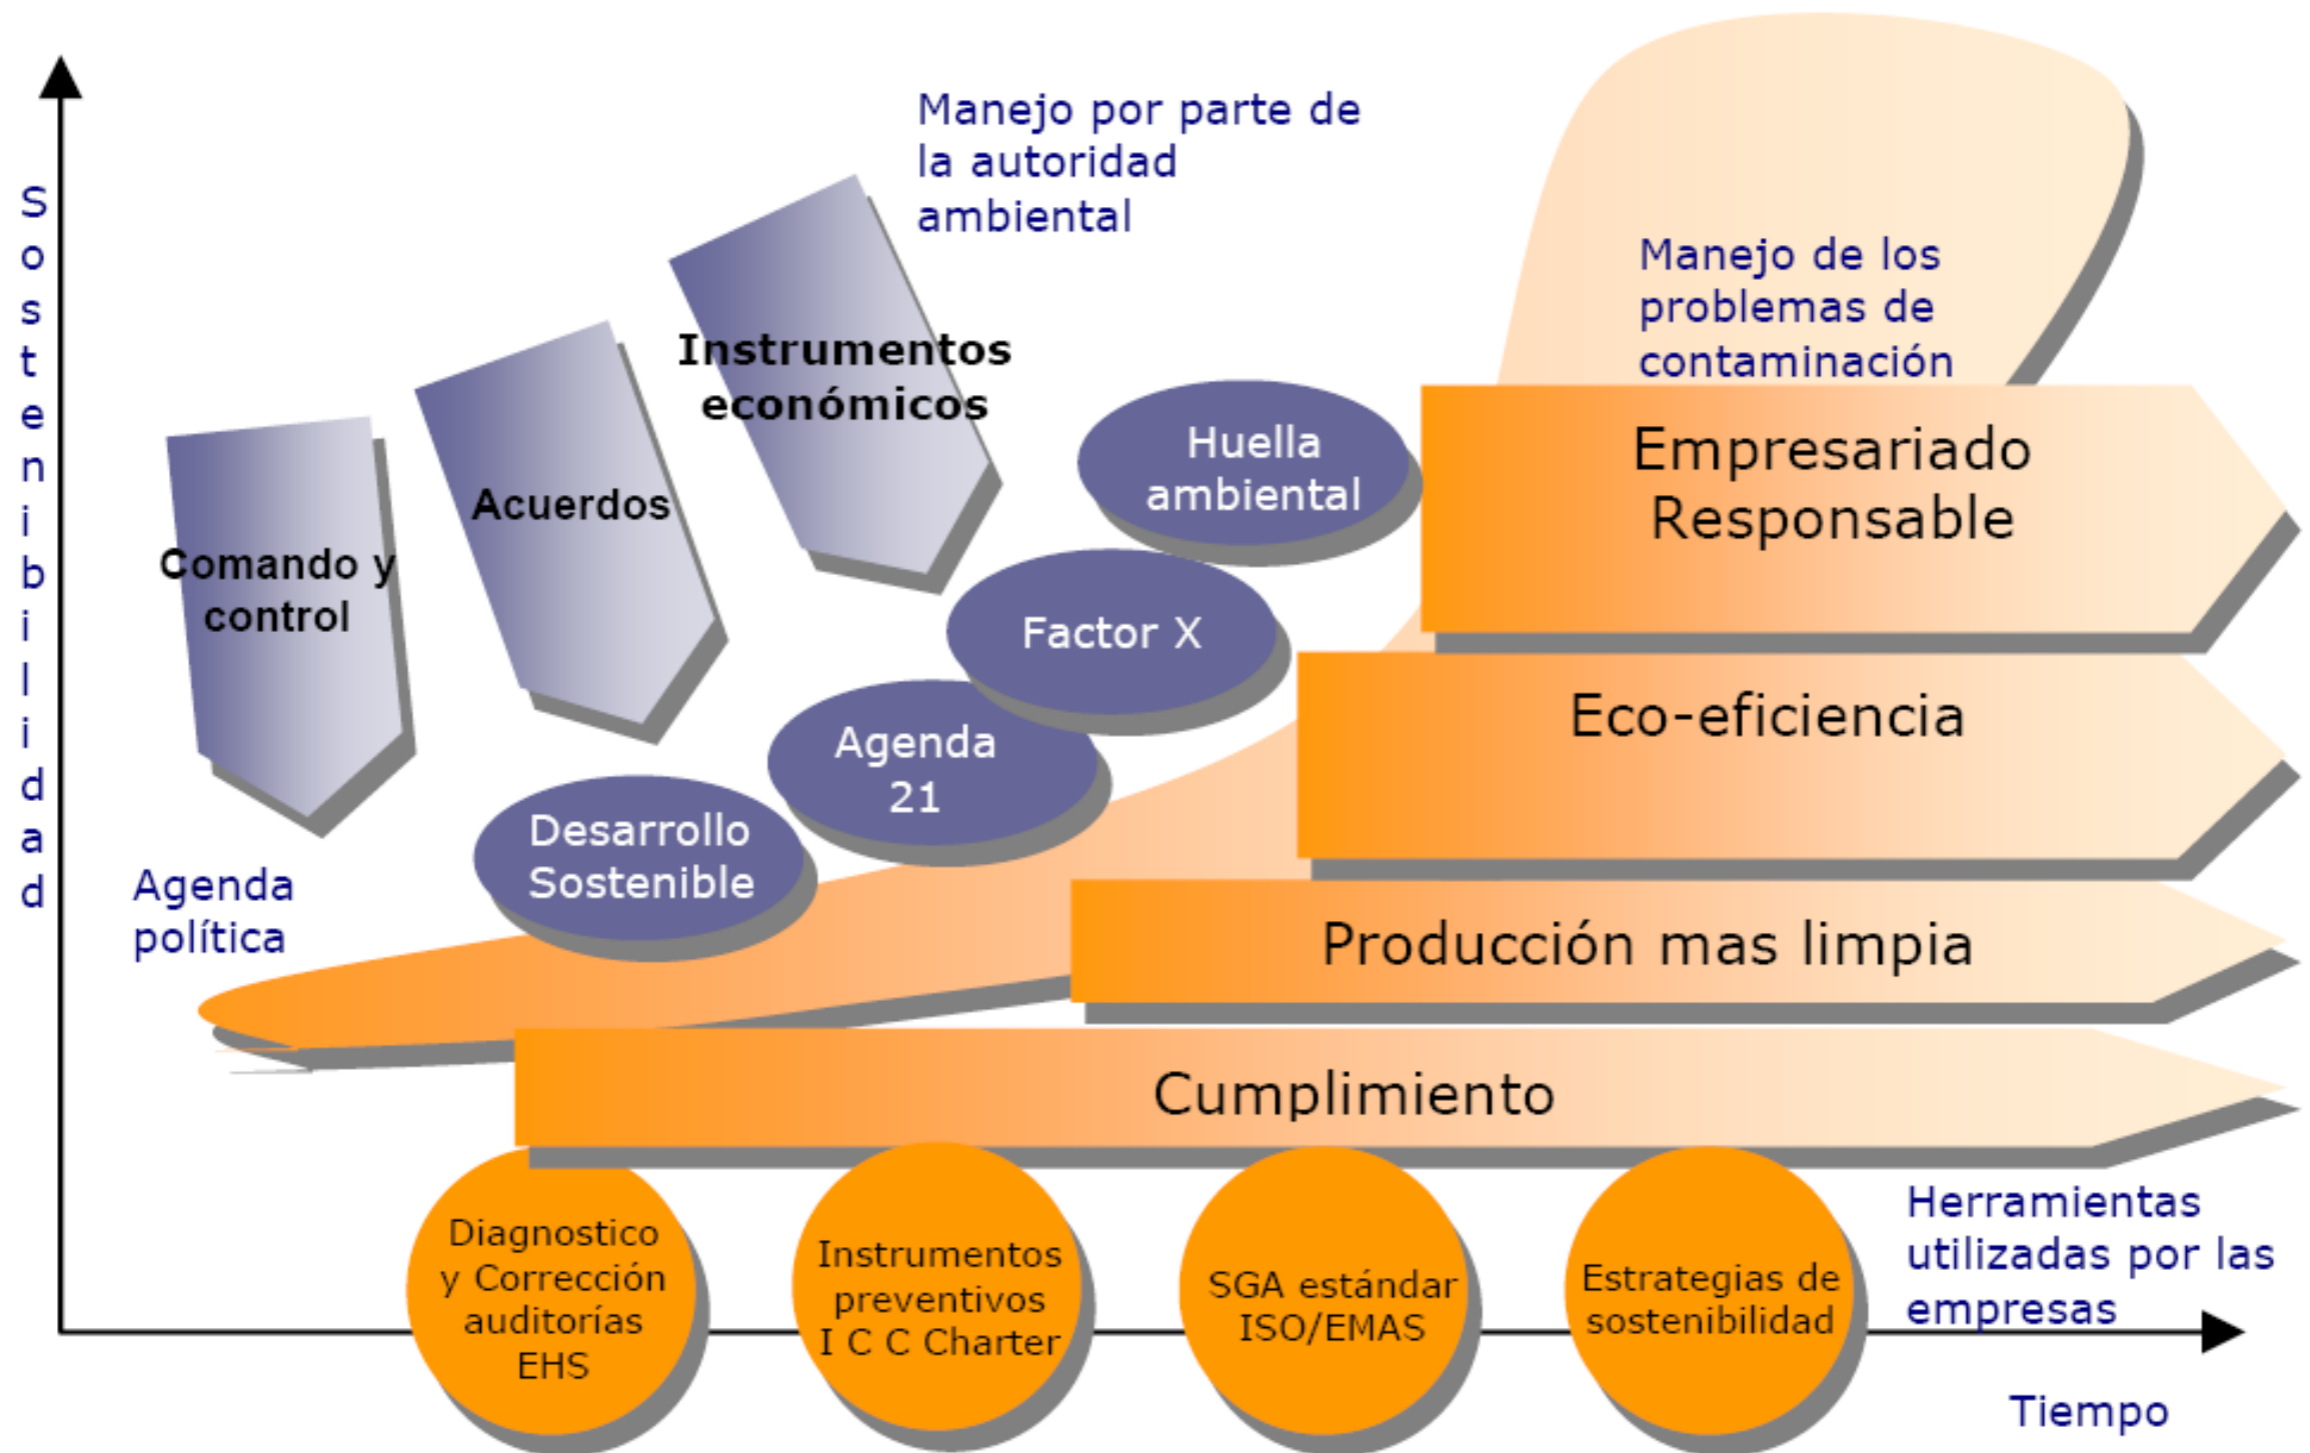 Sostenibilidad
Manejo por parte de
la autoridad
ambiental
Manejo de los
problemas de
contaminación
Instrumentos
económicos
Acuerdos
Comando y
control
Huella
ambiental
Factor X
Agenda
21
Desarrollo
Sostenible
Agenda
política
Empresariado
Responsable
Eco-eficiencia
Producción mas limpia
Cumplimiento
Diagnostico
y Corrección
auditorías
EHS
Instrumentos
preventivos
I C C Charter
SGA estándar
ISO/EMAS
Estrategias de
sostenibilidad
Herramientas
utilizadas por las
empresas
Tiempo